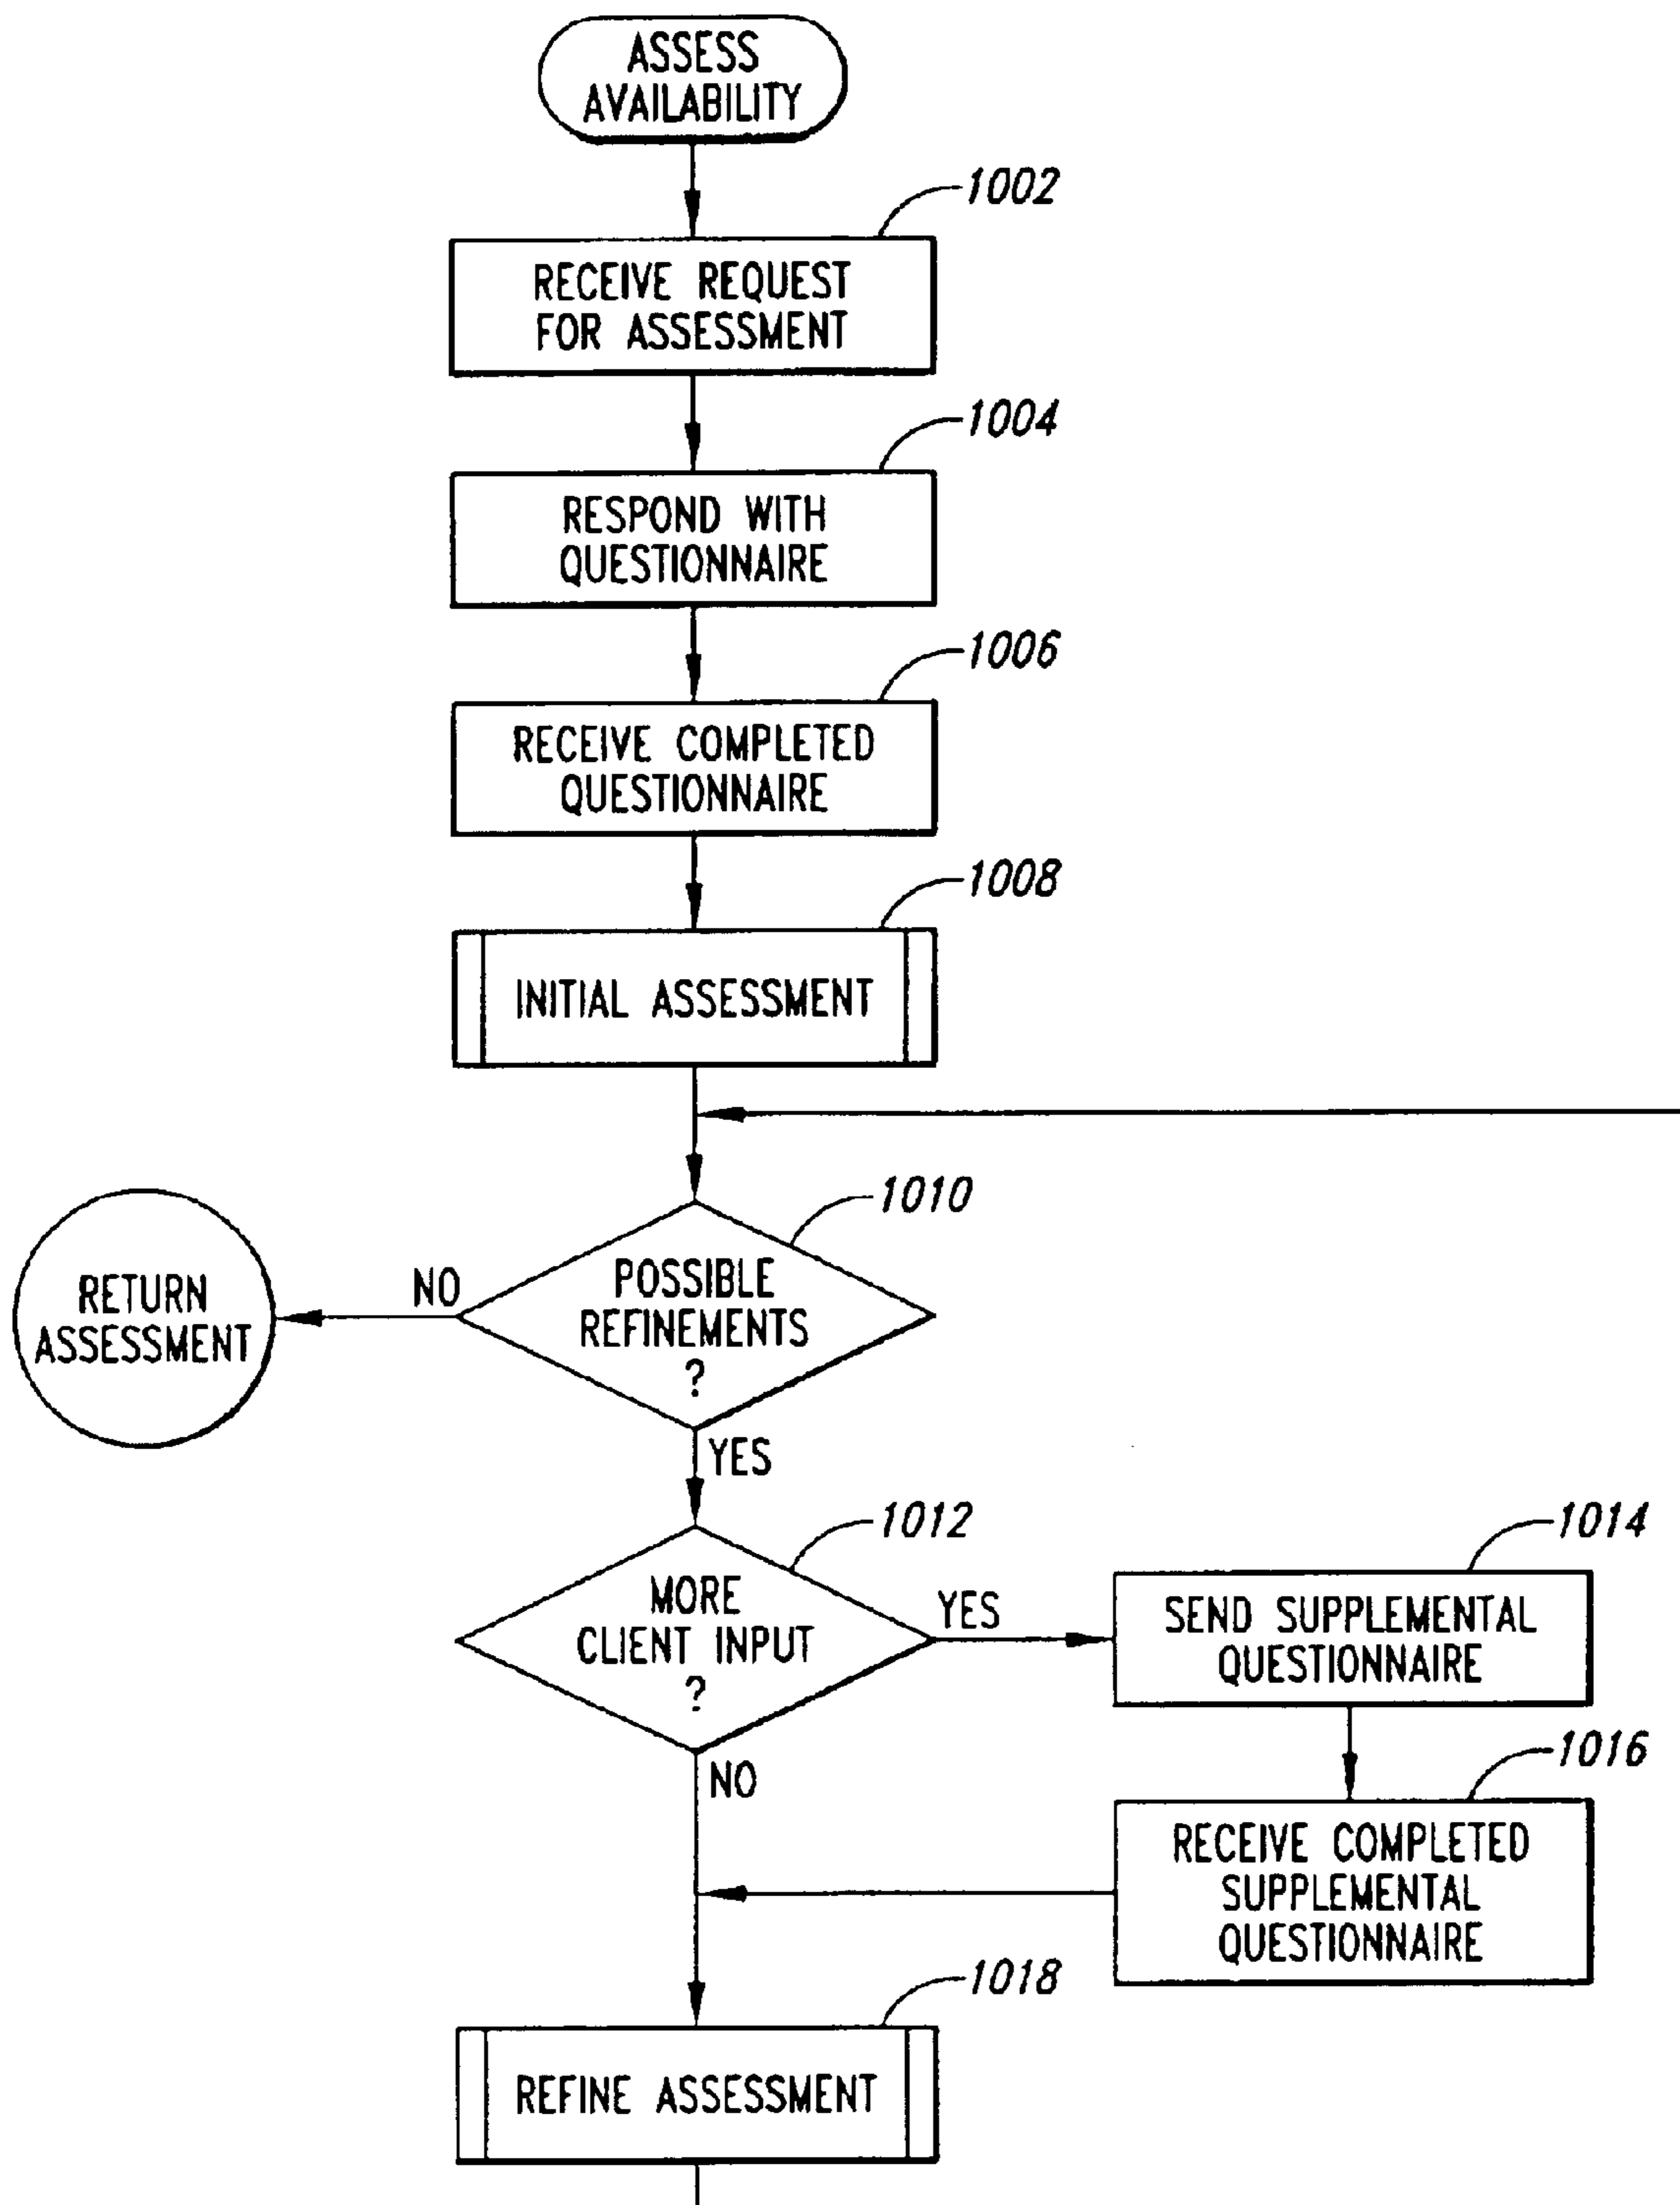 ASSESS
AVAILABILITY
1002
RECEIVE REQUEST
FOR ASSESSMENT
1004
RESPOND WITH
QUESTIONNAIRE
1006
RECEIVE COMPLETED
QUESTIONNAIRE
1008
INITIAL ASSESSMENT
1010
POSSIBLE
REFINEMENTS
?
NO
RETURN
ASSESSMENT
YES
1012
MORE
CLIENT INPUT
?
YES
1014
SEND SUPPLEMENTAL
QUESTIONNAIRE
1016
RECEIVE COMPLETED
SUPPLEMENTAL
QUESTIONNAIRE
NO
1018
REFINE ASSESSMENT